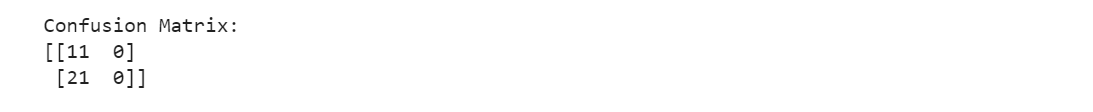 Confusion Matrix:
[[11  0]
 [21  0]]